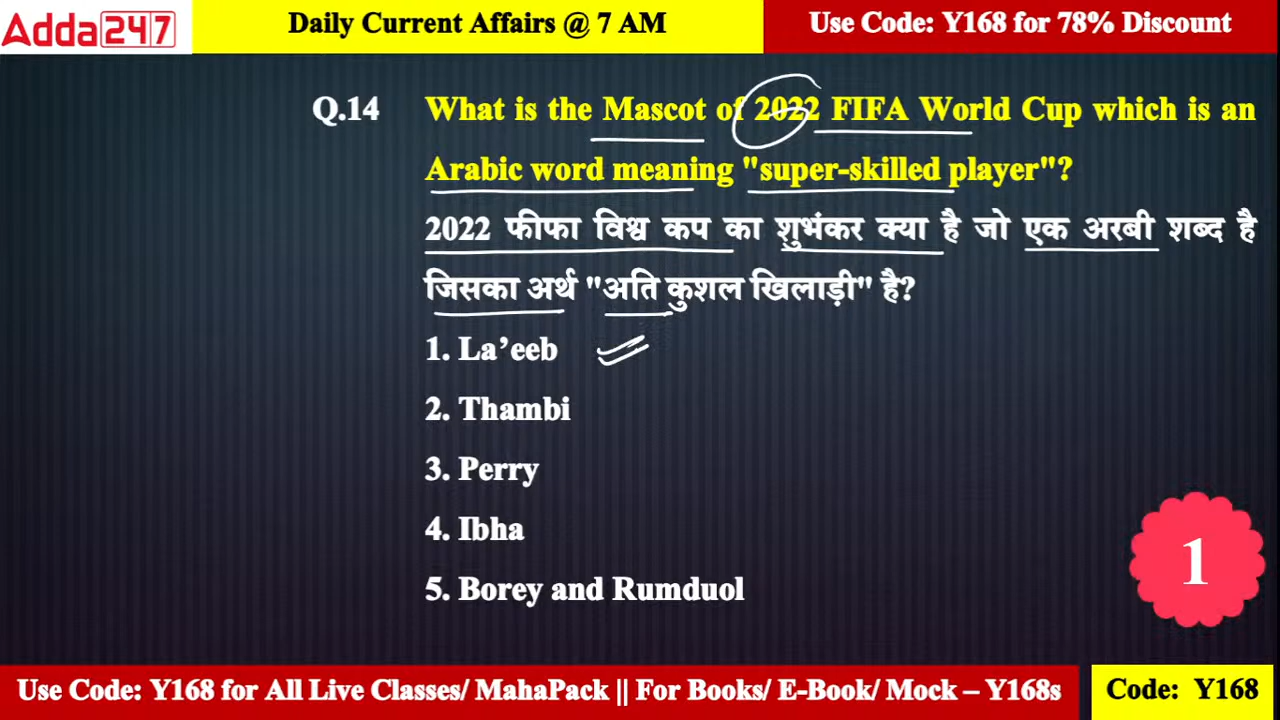 Adda247
Daily Current Affairs @ 7 AM
Use Code: Y168 for 78% Discount
Q.14 What is the Mascot of 2022 FIFA World Cup which is an
Arabic word meaning "super-skilled player"?
2022 फीफा विश्व कप का शुभंकर क्या है जो एक अरबी शब्द है
जिसका अर्थ "अति कुशल खिलाड़ी" है?
1. La’eeb
2. Thambi
3. Perry
4. Ibha
5. Borey and Rumduol
1
Use Code: Y168 for All Live Classes/ MahaPack || For Books/ E-Book/ Mock – Y168s
Code: Y168